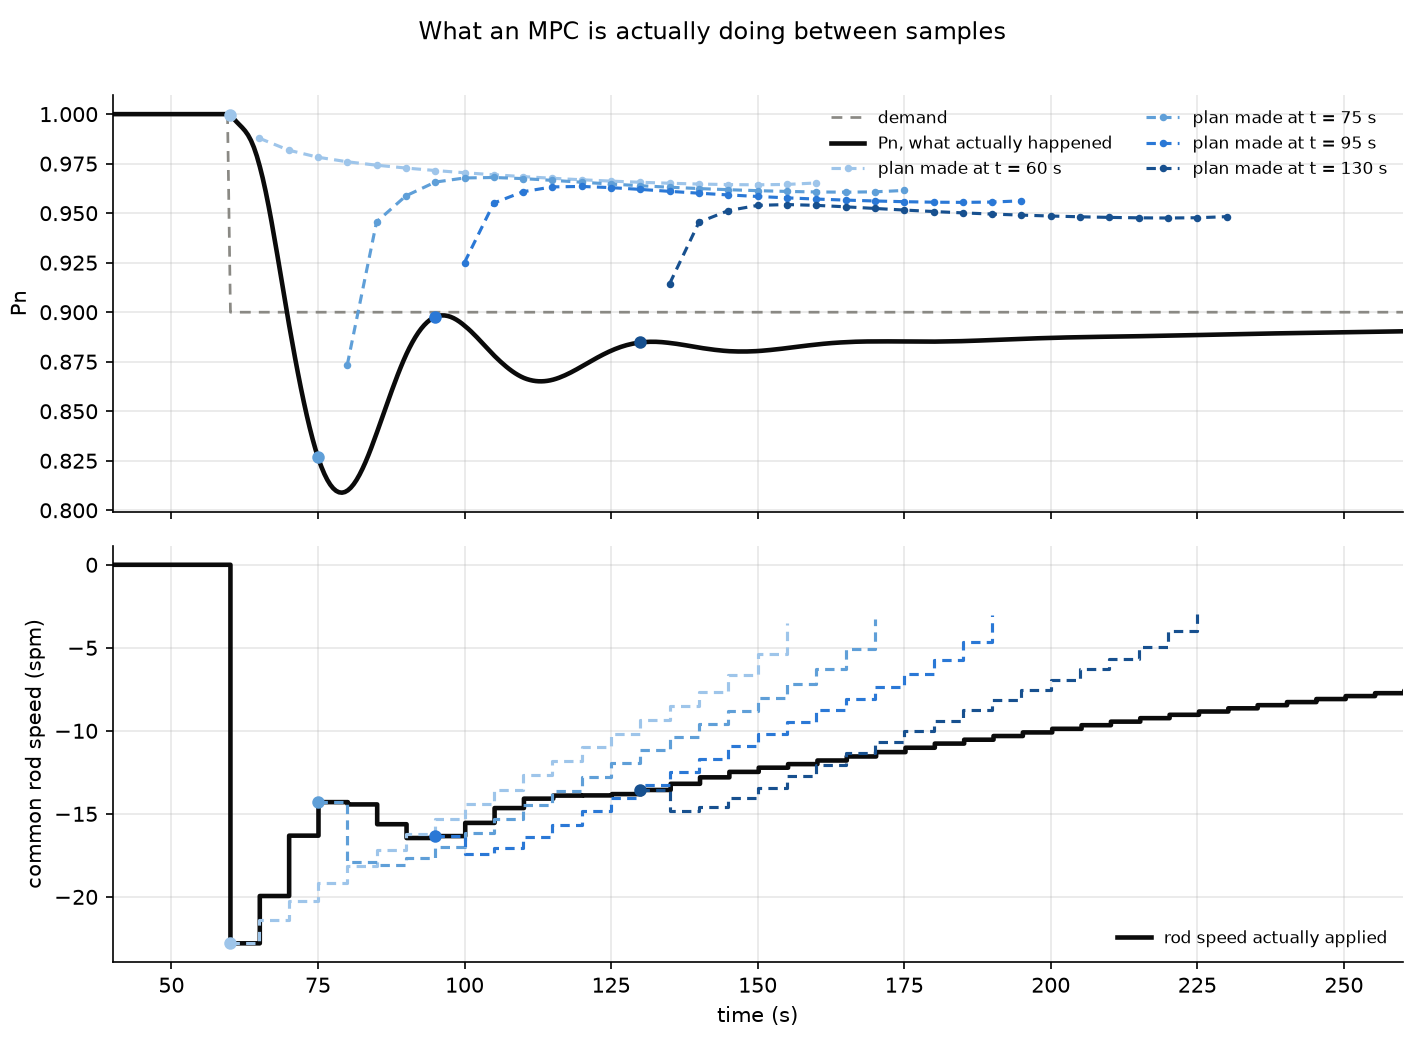 What an MPC is actually doing between samples
demand
Pn, what actually happened
plan made at t = 60 s
plan made at t = 75 s
plan made at t = 95 s
plan made at t = 130 s
Pn
1.000
0.975
0.950
0.925
0.900
0.875
0.850
0.825
0.800
common rod speed (spm)
0
−5
−10
−15
−20
rod speed actually applied
50
75
100
125
150
175
200
225
250
time (s)